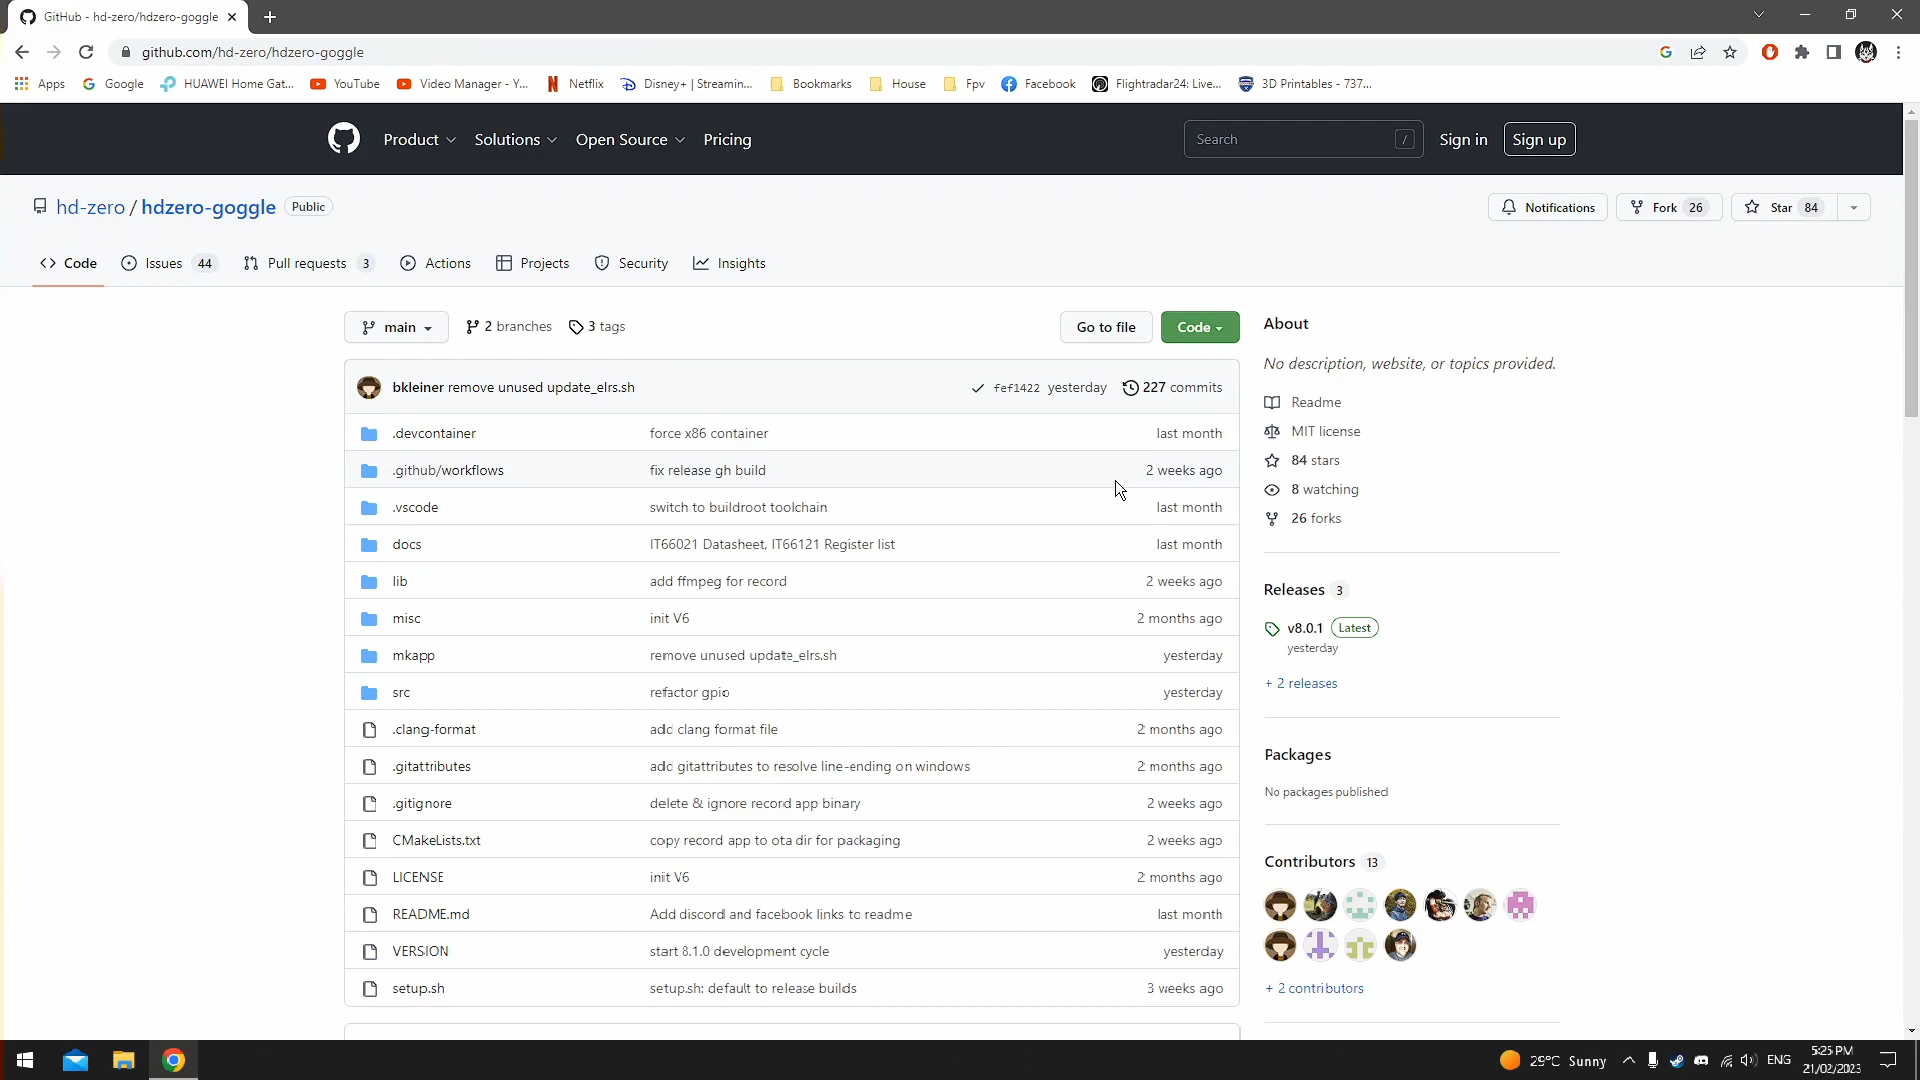 GitHub - hd-zero/hdzero-goggle
github.com/hd-zero/hdzero-goggle
Apps Google HUAWEI Home Gat... YouTube Video Manager - Y... Netflix Disney+ | Streamin... Bookmarks House Fpv Facebook Flightradar24: Live... 3D Printables - 737...
Product Solutions Open Source Pricing Search / Sign in Sign up
hd-zero / hdzero-goggle Public Notifications Fork 26 Star 84
Code Issues 44 Pull requests 3 Actions Projects Security Insights
main 2 branches 3 tags Go to file Code
bkleiner remove unused update_elrs.sh fef1422 yesterday 227 commits
.devcontainer force x86 container last month
.github/workflows fix release gh build 2 weeks ago
.vscode switch to buildroot toolchain last month
docs IT66021 Datasheet, IT66121 Register list last month
lib add ffmpeg for record 2 weeks ago
misc init V6 2 months ago
mkapp remove unused update_elrs.sh yesterday
src refactor gpio yesterday
.clang-format add clang format file 2 months ago
.gitattributes add gitattributes to resolve line-ending on windows 2 months ago
.gitignore delete & ignore record app binary 2 weeks ago
CMakeLists.txt copy record app to ota dir for packaging 2 weeks ago
LICENSE init V6 2 months ago
README.md Add discord and facebook links to readme last month
VERSION start 8.1.0 development cycle yesterday
setup.sh setup.sh: default to release builds 3 weeks ago
About
No description, website, or topics provided.
Readme
MIT license
84 stars
8 watching
26 forks
Releases 3
v8.0.1 Latest
yesterday
+ 2 releases
Packages
No packages published
Contributors 13
+ 2 contributors
29°C Sunny ENG 5:25 PM
21/02/2023